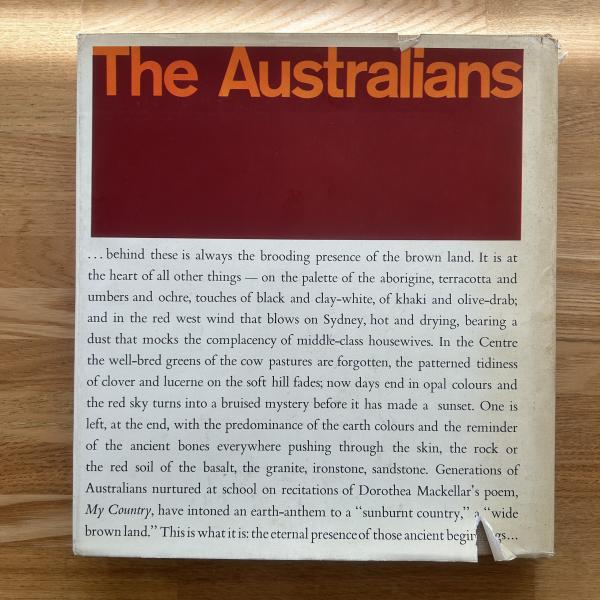 The Australians
... behind these is always the brooding presence of the brown land. It is at
the heart of all other things — on the palette of the aborigine, terracotta and
umbers and ochre, touches of black and clay-white, of khaki and olive-drab;
and in the red west wind that blows on Sydney, hot and drying, bearing a
dust that mocks the complacency of middle-class housewives. In the Centre
the well-bred greens of the cow pastures are forgotten, the patterned tidiness
of clover and lucerne on the soft hill fades; now days end in opal colours and
the red sky turns into a bruised mystery before it has made a sunset. One is
left, at the end, with the predominance of the earth colours and the reminder
of the ancient bones everywhere pushing through the skin, the rock or
the red soil of the basalt, the granite, ironstone, sandstone. Generations of
Australians nurtured at school on recitations of Dorothea Mackellar's poem,
My Country, have intoned an earth-anthem to a "sunburnt country," a "wide
brown land." This is what it is: the eternal presence of those ancient